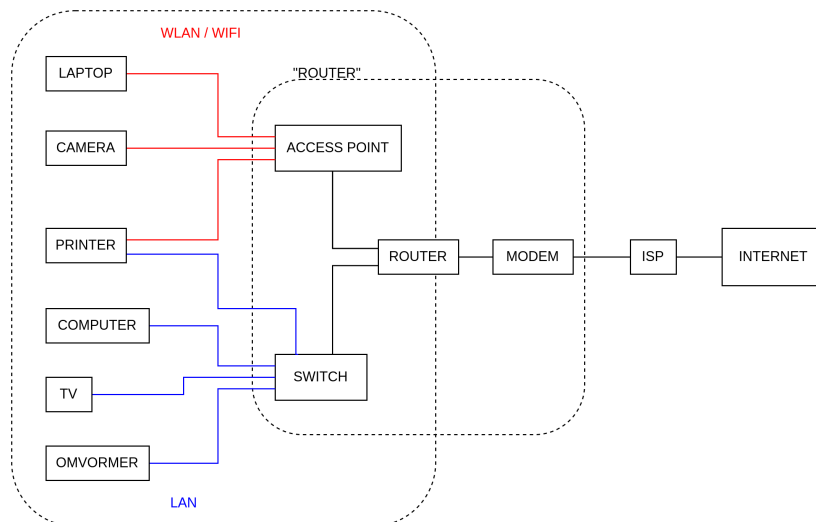 WLAN / WIFI
"ROUTER"
LAPTOP
CAMERA
ACCESS POINT
PRINTER
ROUTER
MODEM
ISP
INTERNET
COMPUTER
SWITCH
TV
OMVORMER
LAN